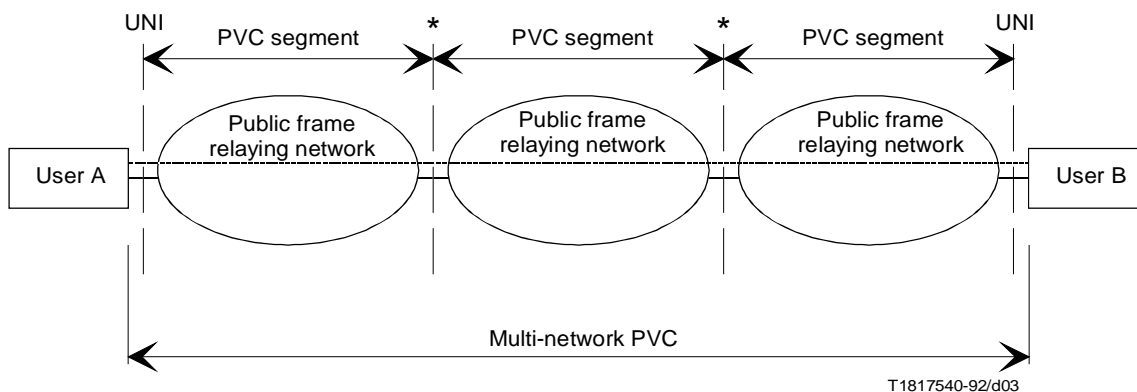 UNI * * UNI
PVC segment PVC segment PVC segment
Public frame relaying network
Public frame relaying network
Public frame relaying network
User A
User B
Multi-network PVC
T1817540-92/d03